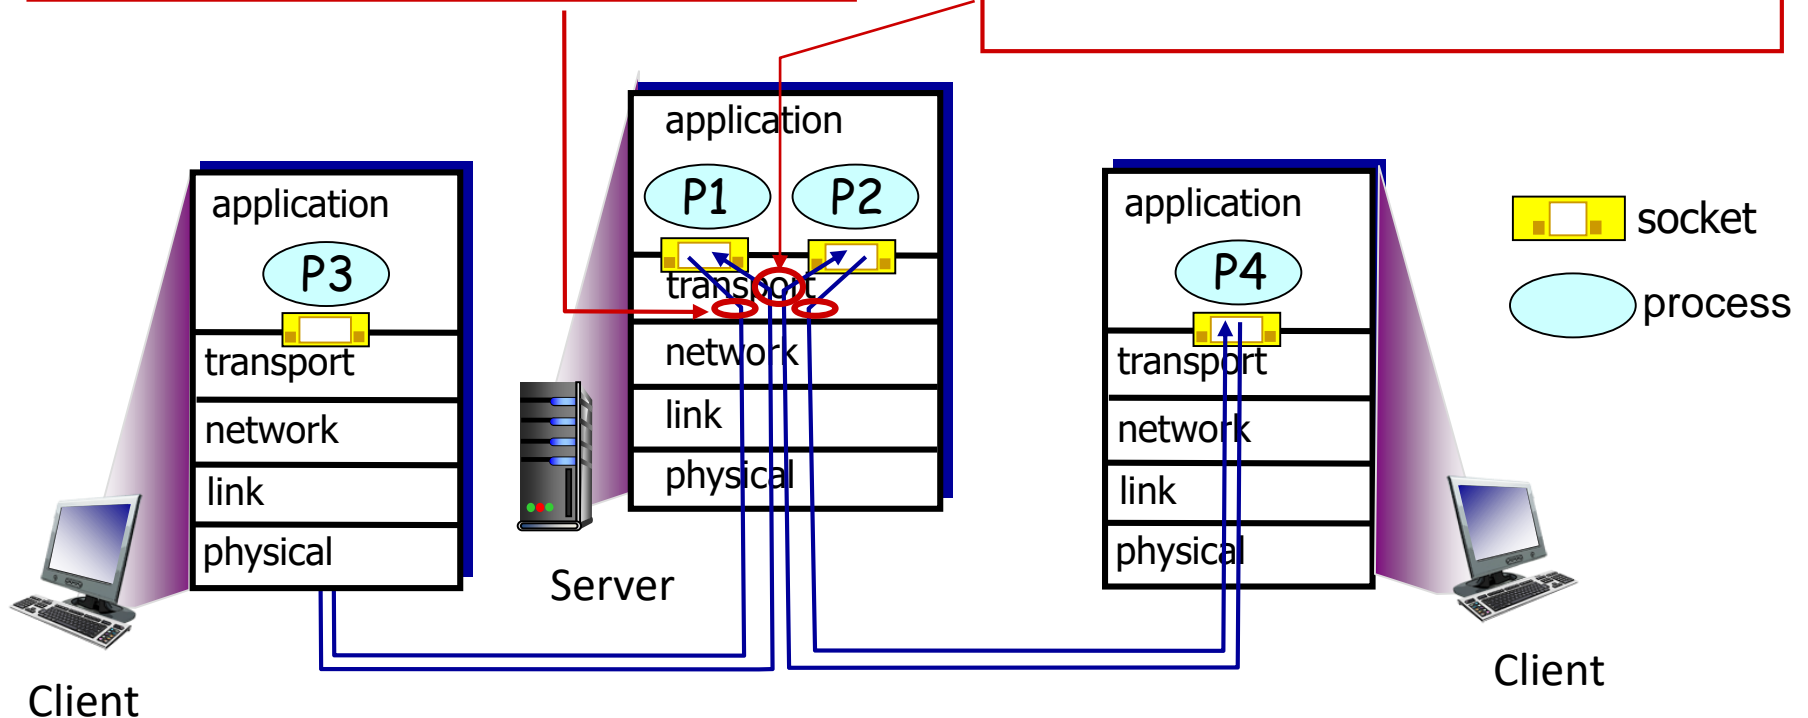 application
P1 P2
transport
network
link
physical
Server
application
P3
transport
network
link
physical
Client
application
P4
transport
network
link
physical
Client
socket
process